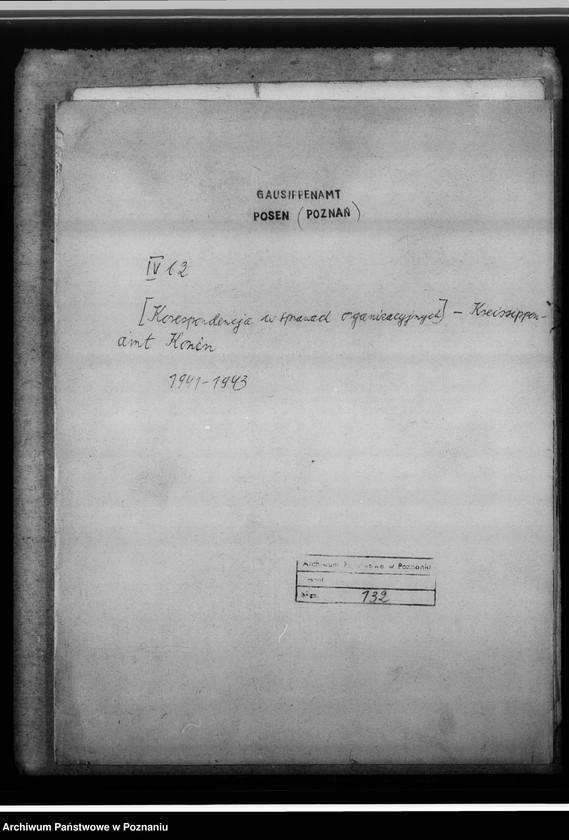 GAUSIPPENAMT
POSEN (POZNAŃ)
IV 12
[Korespondencja w sprawach organizacyjnych] – Kreissippen-
amt Konin
1941–1943
Archiwum Państwowe w Poznaniu
132
Archiwum Państwowe w Poznaniu